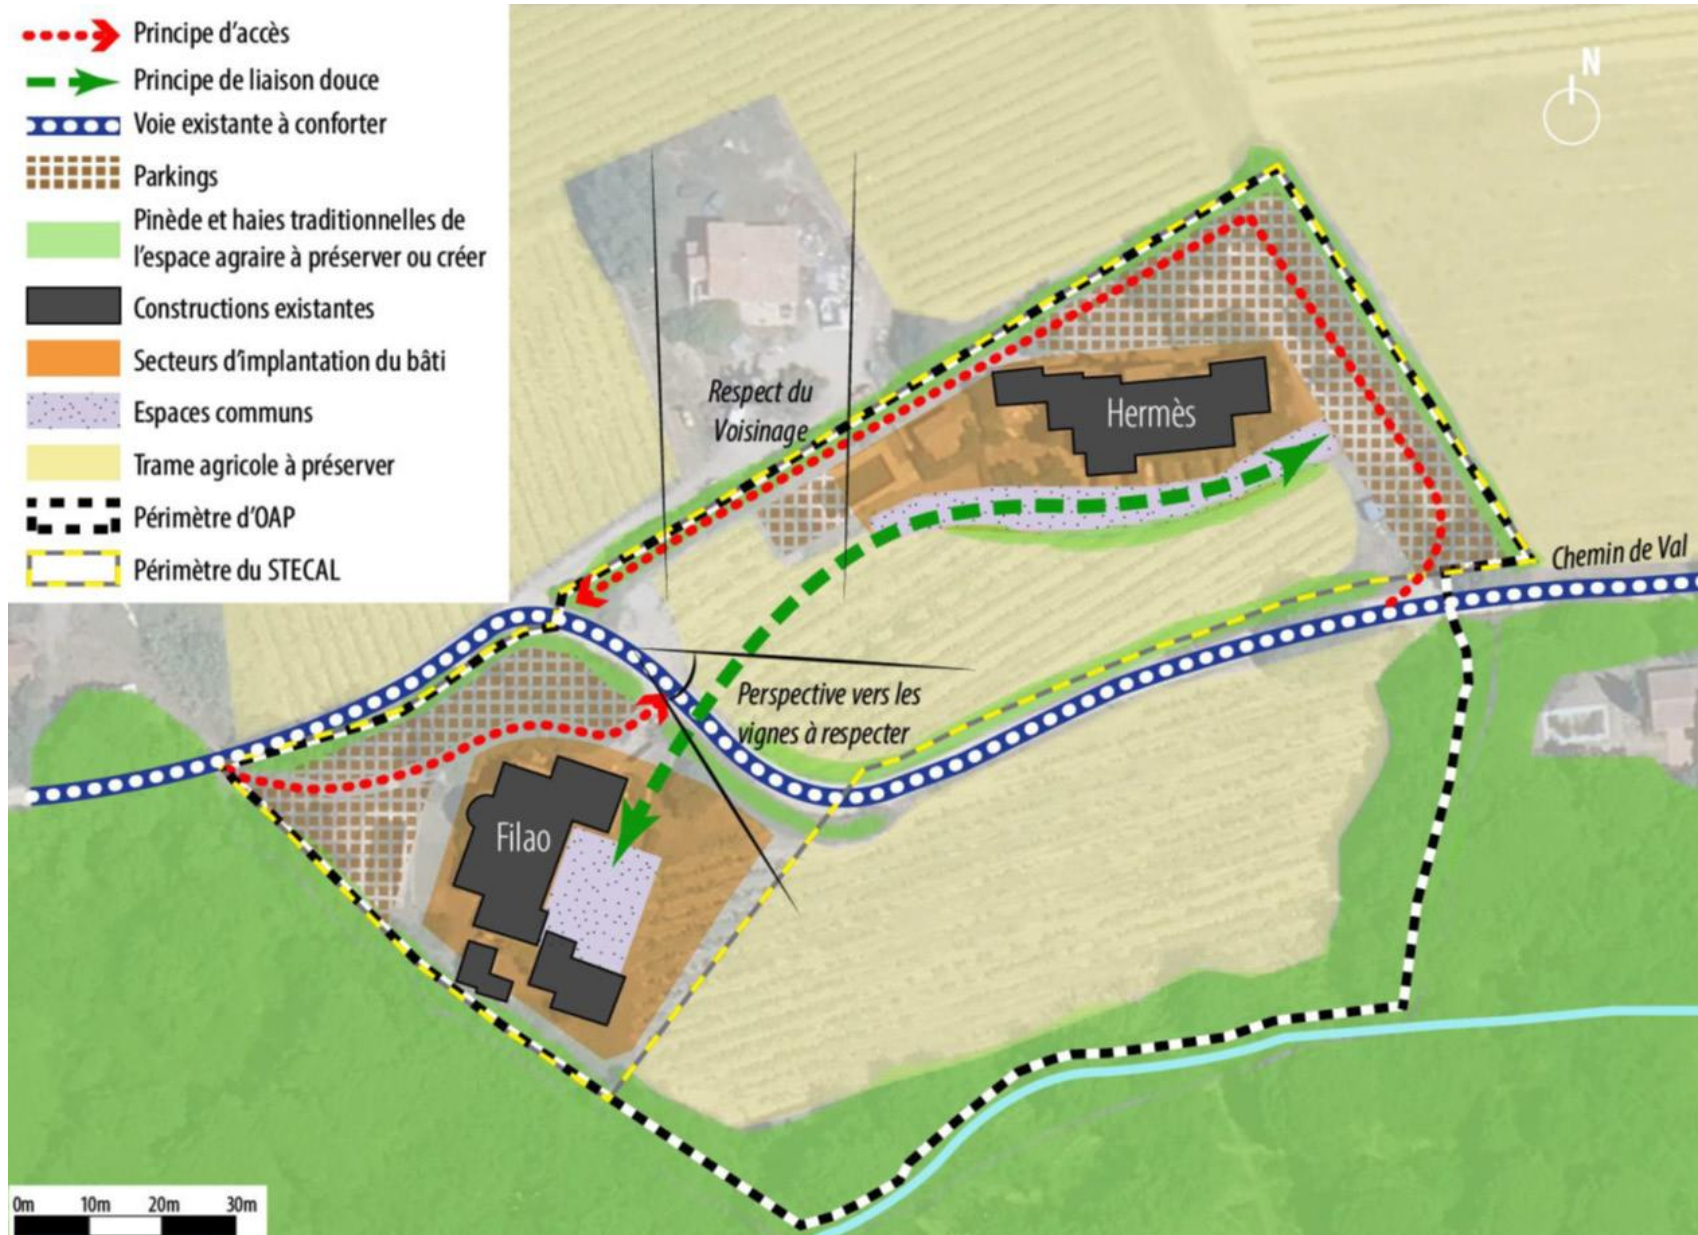 Principe d'accès
Principe de liaison douce
Voie existante à conforter
Parkings
Pinède et haies traditionnelles de
l'espace agraire à préserver ou créer
Constructions existantes
Secteurs d'implantation du bâti
Espaces communs
Trame agricole à préserver
Périmètre d'OAP
Périmètre du STECAL
N
Respect du
Voisinage
Hermès
Chemin de Val
Perspective vers les
vignes à respecter
Filao
0m 10m 20m 30m